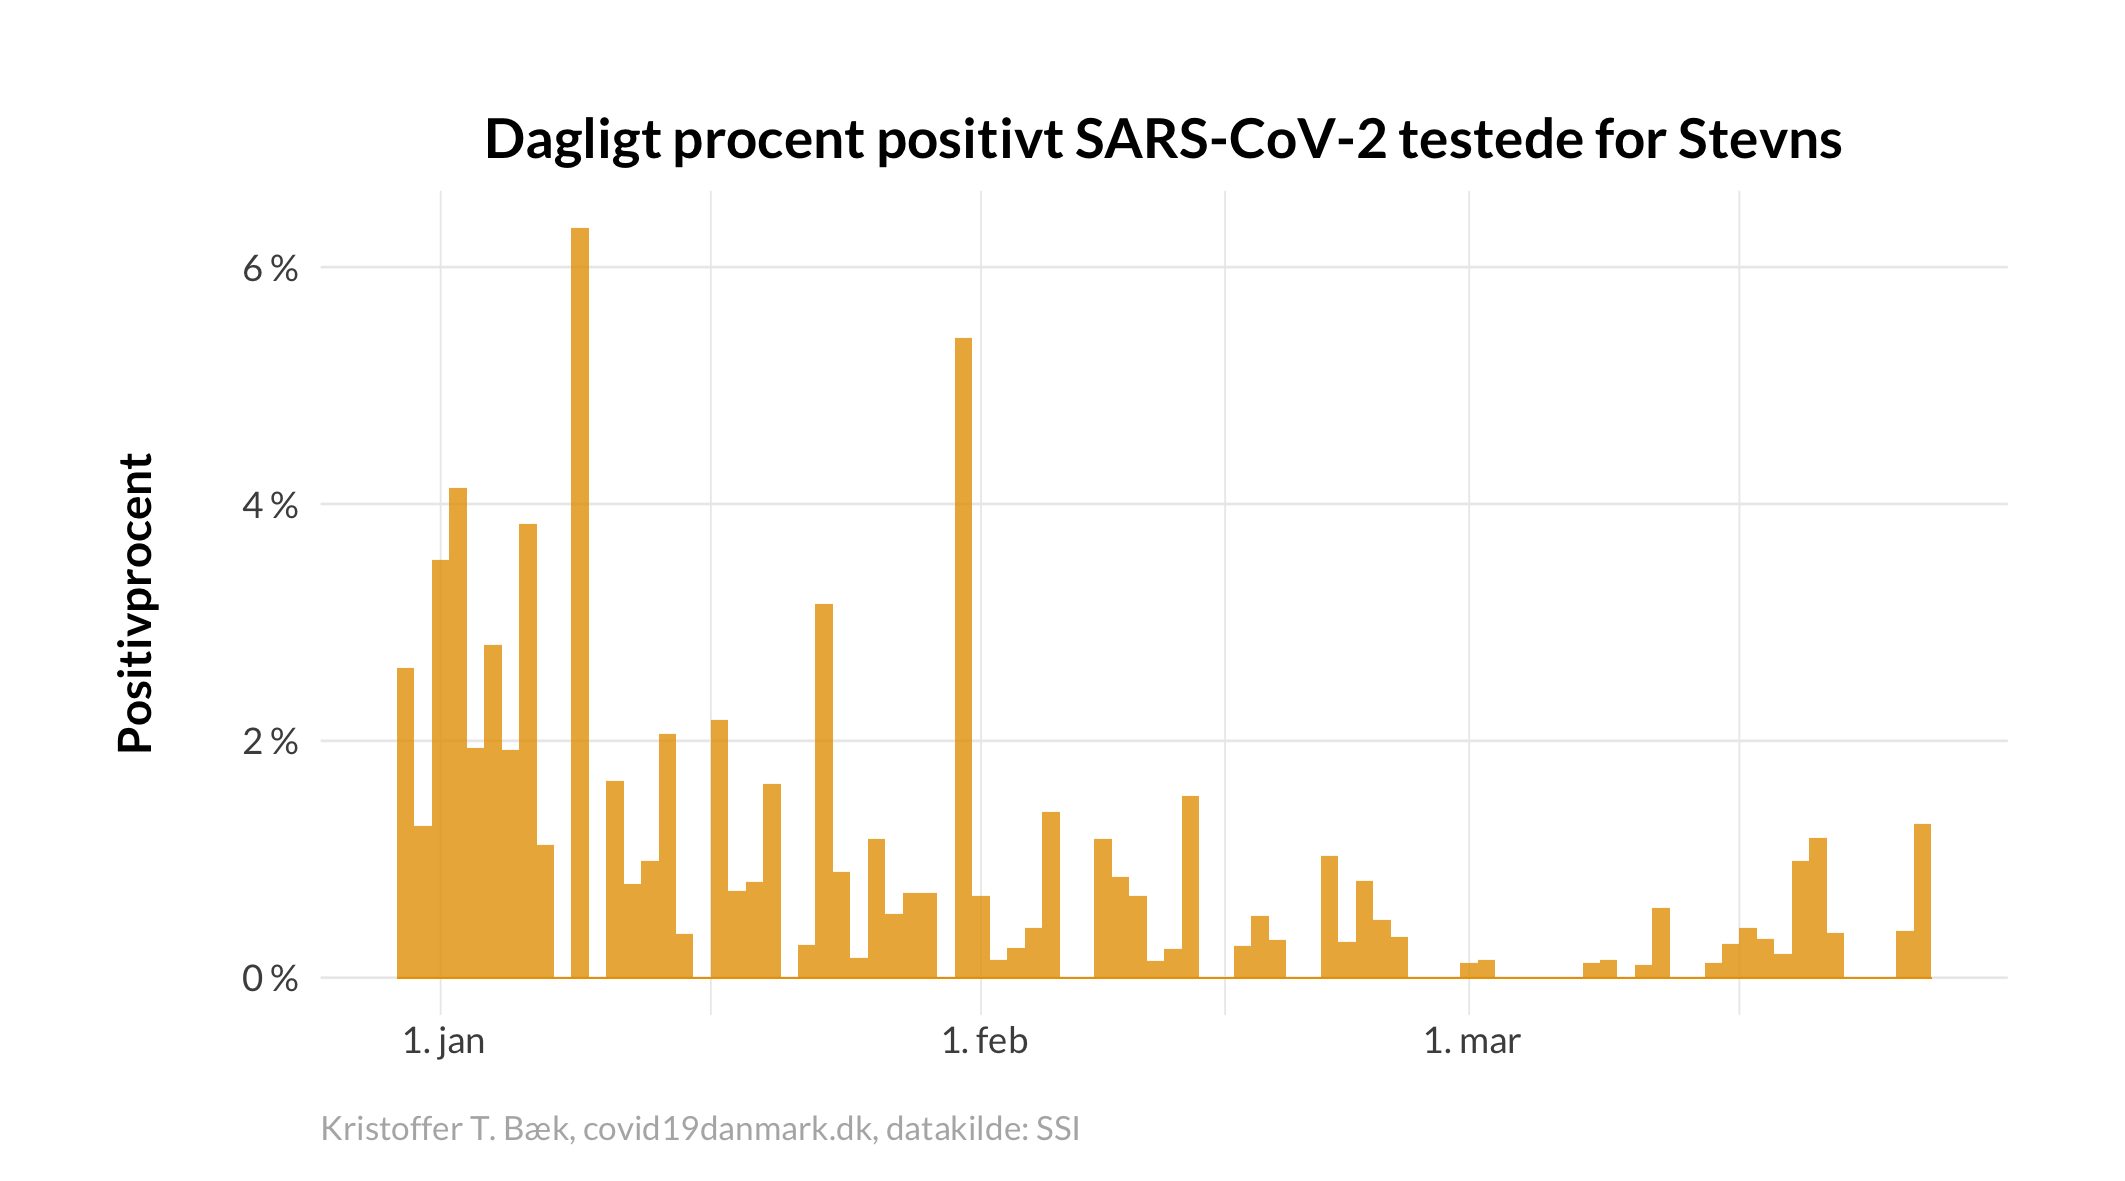 Dagligt procent positivt SARS-CoV-2 testede for Stevns
Positivprocent
6 %
4 %
2 %
0 %
1. jan
1. feb
1. mar
Kristoffer T. Bæk, covid19danmark.dk, datakilde: SSI